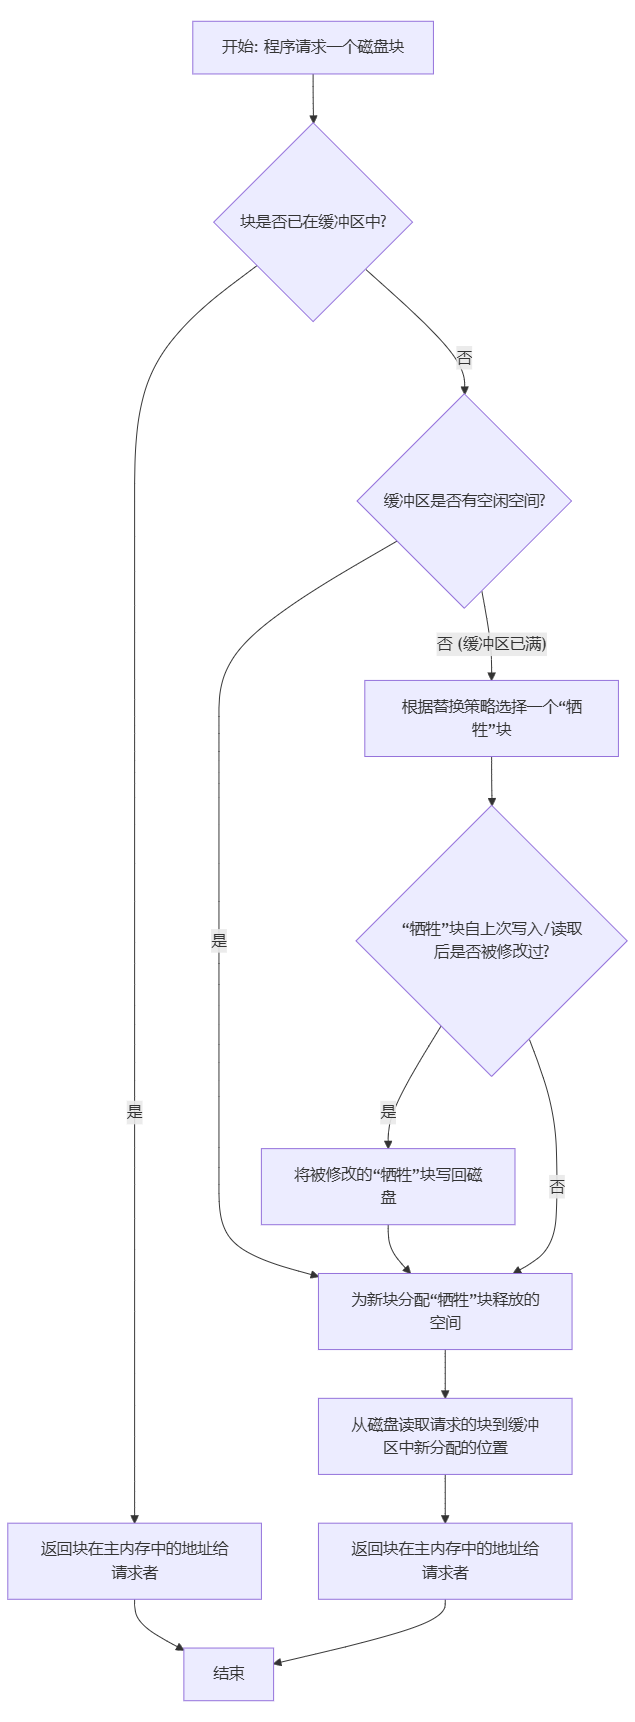 开始: 程序请求一个磁盘块
块是否已在缓冲区中?
否
缓冲区是否有空闲空间?
否 (缓冲区已满)
根据替换策略选择一个“牺
牲”块
“牺牲”块自上次写入/读取
后是否被修改过?
是
是
是
否
将被修改的“牺牲”块写回磁
盘
为新块分配“牺牲”块释放的
空间
从磁盘读取请求的块到缓冲
区中新分配的位置
返回块在主内存中的地址给
请求者
返回块在主内存中的地址给
请求者
结束